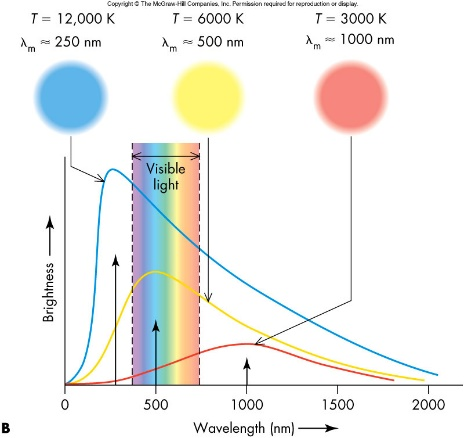 Copyright © The McGraw-Hill Companies, Inc. Permission required for reproduction or display.
T = 12,000 K
λm ≈ 250 nm
T = 6000 K
λm ≈ 500 nm
T = 3000 K
λm ≈ 1000 nm
Visible
light
Brightness
0
500
1000
1500
2000
Wavelength (nm)
B